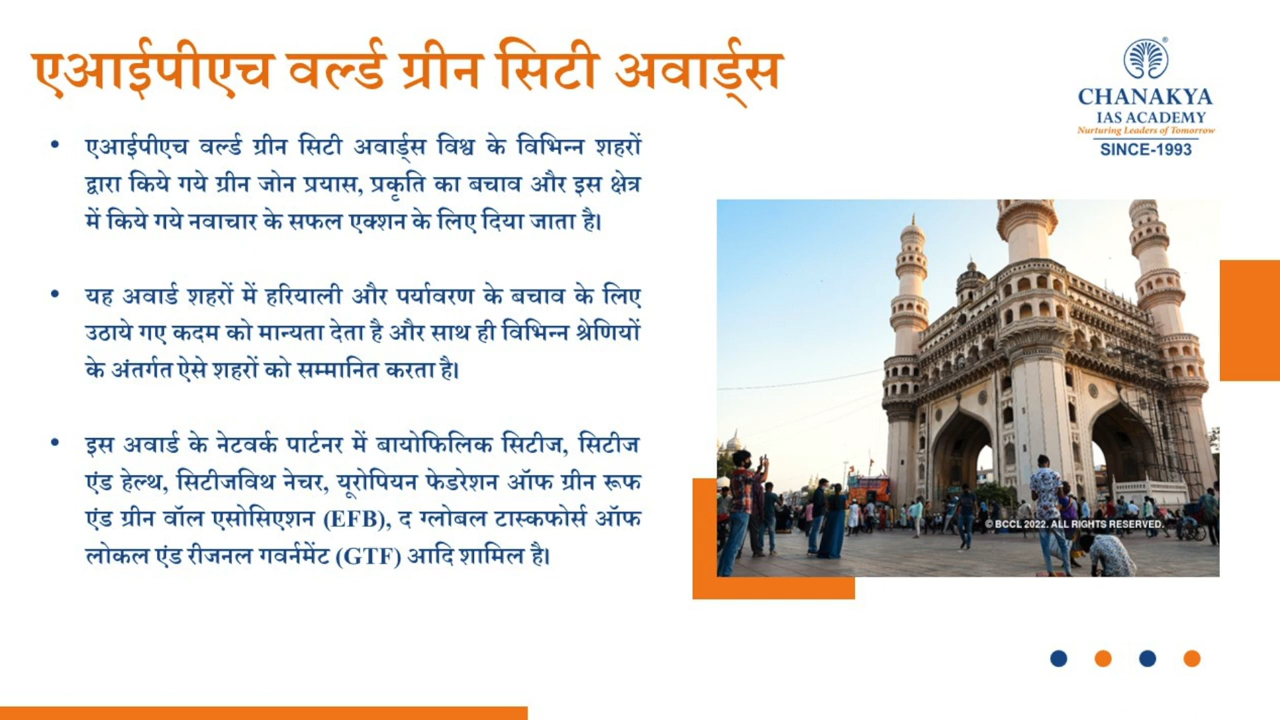 एआईपीएच वर्ल्ड ग्रीन सिटी अवार्ड्स
• एआईपीएच वर्ल्ड ग्रीन सिटी अवार्ड्स विश्व के विभिन्न शहरों
द्वारा किये गये ग्रीन जोन प्रयास, प्रकृति का बचाव और इस क्षेत्र
में किये गये नवाचार के सफल एक्शन के लिए दिया जाता है।
• यह अवार्ड शहरों में हरियाली और पर्यावरण के बचाव के लिए
उठाये गए कदम को मान्यता देता है और साथ ही विभिन्न श्रेणियों
के अंतर्गत ऐसे शहरों को सम्मानित करता है।
• इस अवार्ड के नेटवर्क पार्टनर में बायोफिलिक सिटीज, सिटीज
एंड हेल्थ, सिटीजविथ नेचर, यूरोपियन फेडरेशन ऑफ ग्रीन रूफ
एंड ग्रीन वॉल एसोसिएशन (EFB), द ग्लोबल टास्कफोर्स ऑफ
लोकल एंड रीजनल गवर्नमेंट (GTF) आदि शामिल है।
®
CHANAKYA
IAS ACADEMY
Nurturing Leaders of Tomorrow
SINCE-1993
© BCCL 2022. ALL RIGHTS RESERVED.